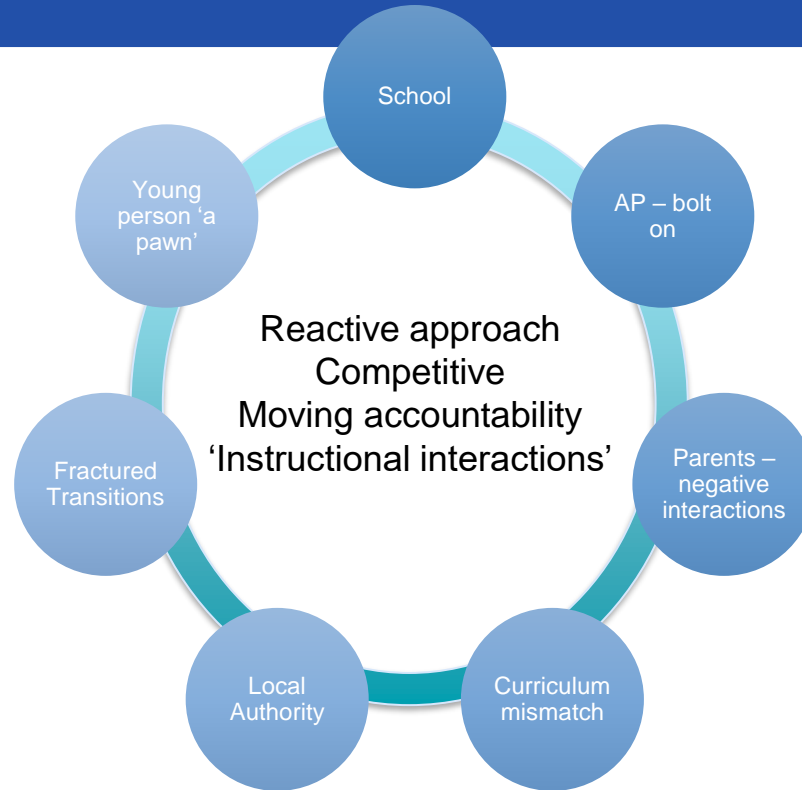 School
AP – bolt
on
Parents –
negative
interactions
Curriculum
mismatch
Local
Authority
Fractured
Transitions
Young
person ‘a
pawn’
Reactive approach
Competitive
Moving accountability
‘Instructional interactions’